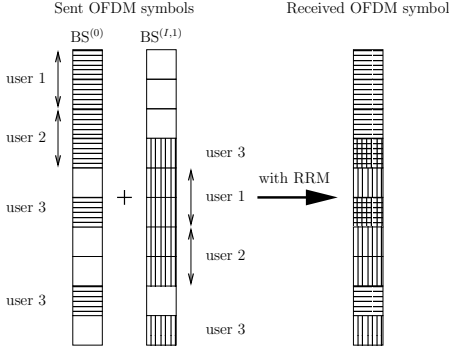 Sent OFDM symbols
Received OFDM symbol
BS^(0)
BS^(I,1)
user 1
user 2
user 3
user 3
user 3
user 1
user 2
user 3
+
with RRM